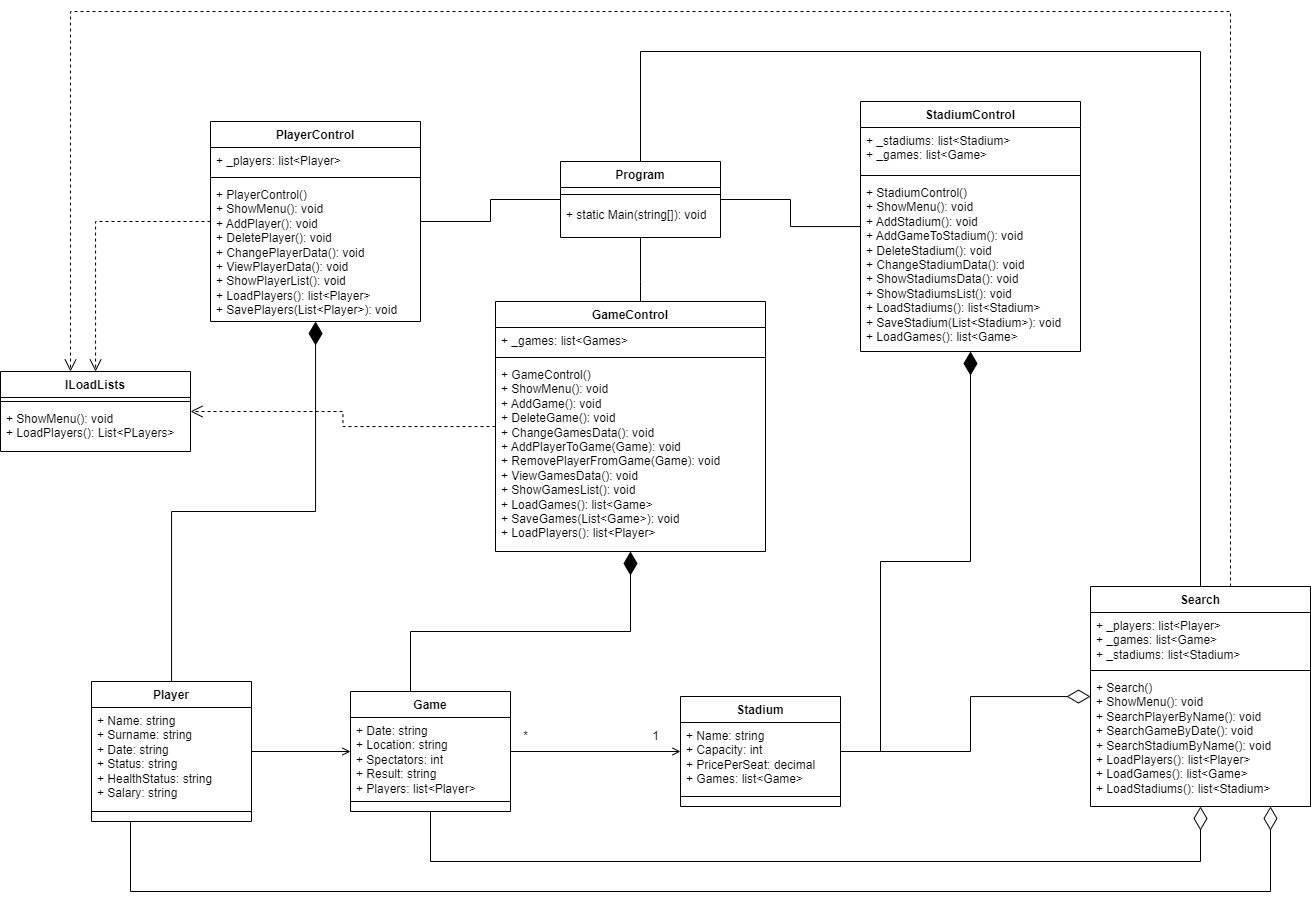 PlayerControl
+ _players: list<Player>
+ PlayerControl()
+ ShowMenu(): void
+ AddPlayer(): void
+ DeletePlayer(): void
+ ChangePlayerData(): void
+ ViewPlayerData(): void
+ ShowPlayerList(): void
+ LoadPlayers(): list<Player>
+ SavePlayers(List<Player>): void
Program
+ static Main(string[]): void
StadiumControl
+ _stadiums: list<Stadium>
+ _games: list<Game>
+ StadiumControl()
+ ShowMenu(): void
+ AddStadium(): void
+ AddGameToStadium(): void
+ DeleteStadium(): void
+ ChangeStadiumData(): void
+ ShowStadiumsData(): void
+ ShowStadiumsList(): void
+ LoadStadiums(): list<Stadium>
+ SaveStadium(List<Stadium>): void
+ LoadGames(): list<Game>
GameControl
+ _games: list<Games>
+ GameControl()
+ ShowMenu(): void
+ AddGame(): void
+ DeleteGame(): void
+ ChangeGamesData(): void
+ AddPlayerToGame(Game): void
+ RemovePlayerFromGame(Game): void
+ ViewGamesData(): void
+ ShowGamesList(): void
+ LoadGames(): list<Game>
+ SaveGames(List<Game>): void
+ LoadPlayers(): list<Player>
ILoadLists
+ ShowMenu(): void
+ LoadPlayers(): List<PLayers>
Player
+ Name: string
+ Surname: string
+ Date: string
+ Status: string
+ HealthStatus: string
+ Salary: string
Game
+ Date: string
+ Location: string
+ Spectators: int
+ Result: string
+ Players: list<Player>
* 1
Stadium
+ Name: string
+ Capacity: int
+ PricePerSeat: decimal
+ Games: list<Game>
Search
+ _players: list<Player>
+ _games: list<Game>
+ _stadiums: list<Stadium>
+ Search()
+ ShowMenu(): void
+ SearchPlayerByName(): void
+ SearchGameByDate(): void
+ SearchStadiumByName(): void
+ LoadPlayers(): list<Player>
+ LoadGames(): list<Game>
+ LoadStadiums(): list<Stadium>